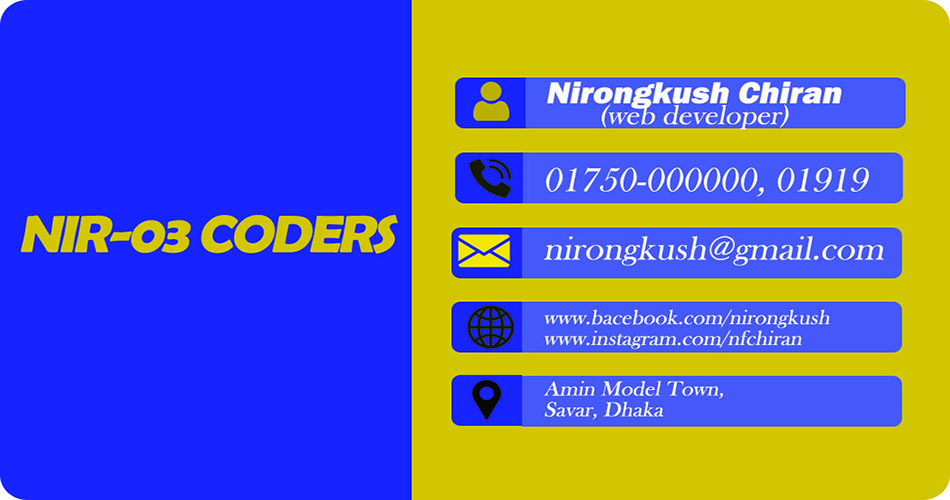 NIR-03 CODERS
Nirongkush Chiran
(web developer)
01750-000000, 01919
nirongkush@gmail.com
www.bacebook.com/nirongkush
www.instagram.com/nfchiran
Amin Model Town,
Savar, Dhaka